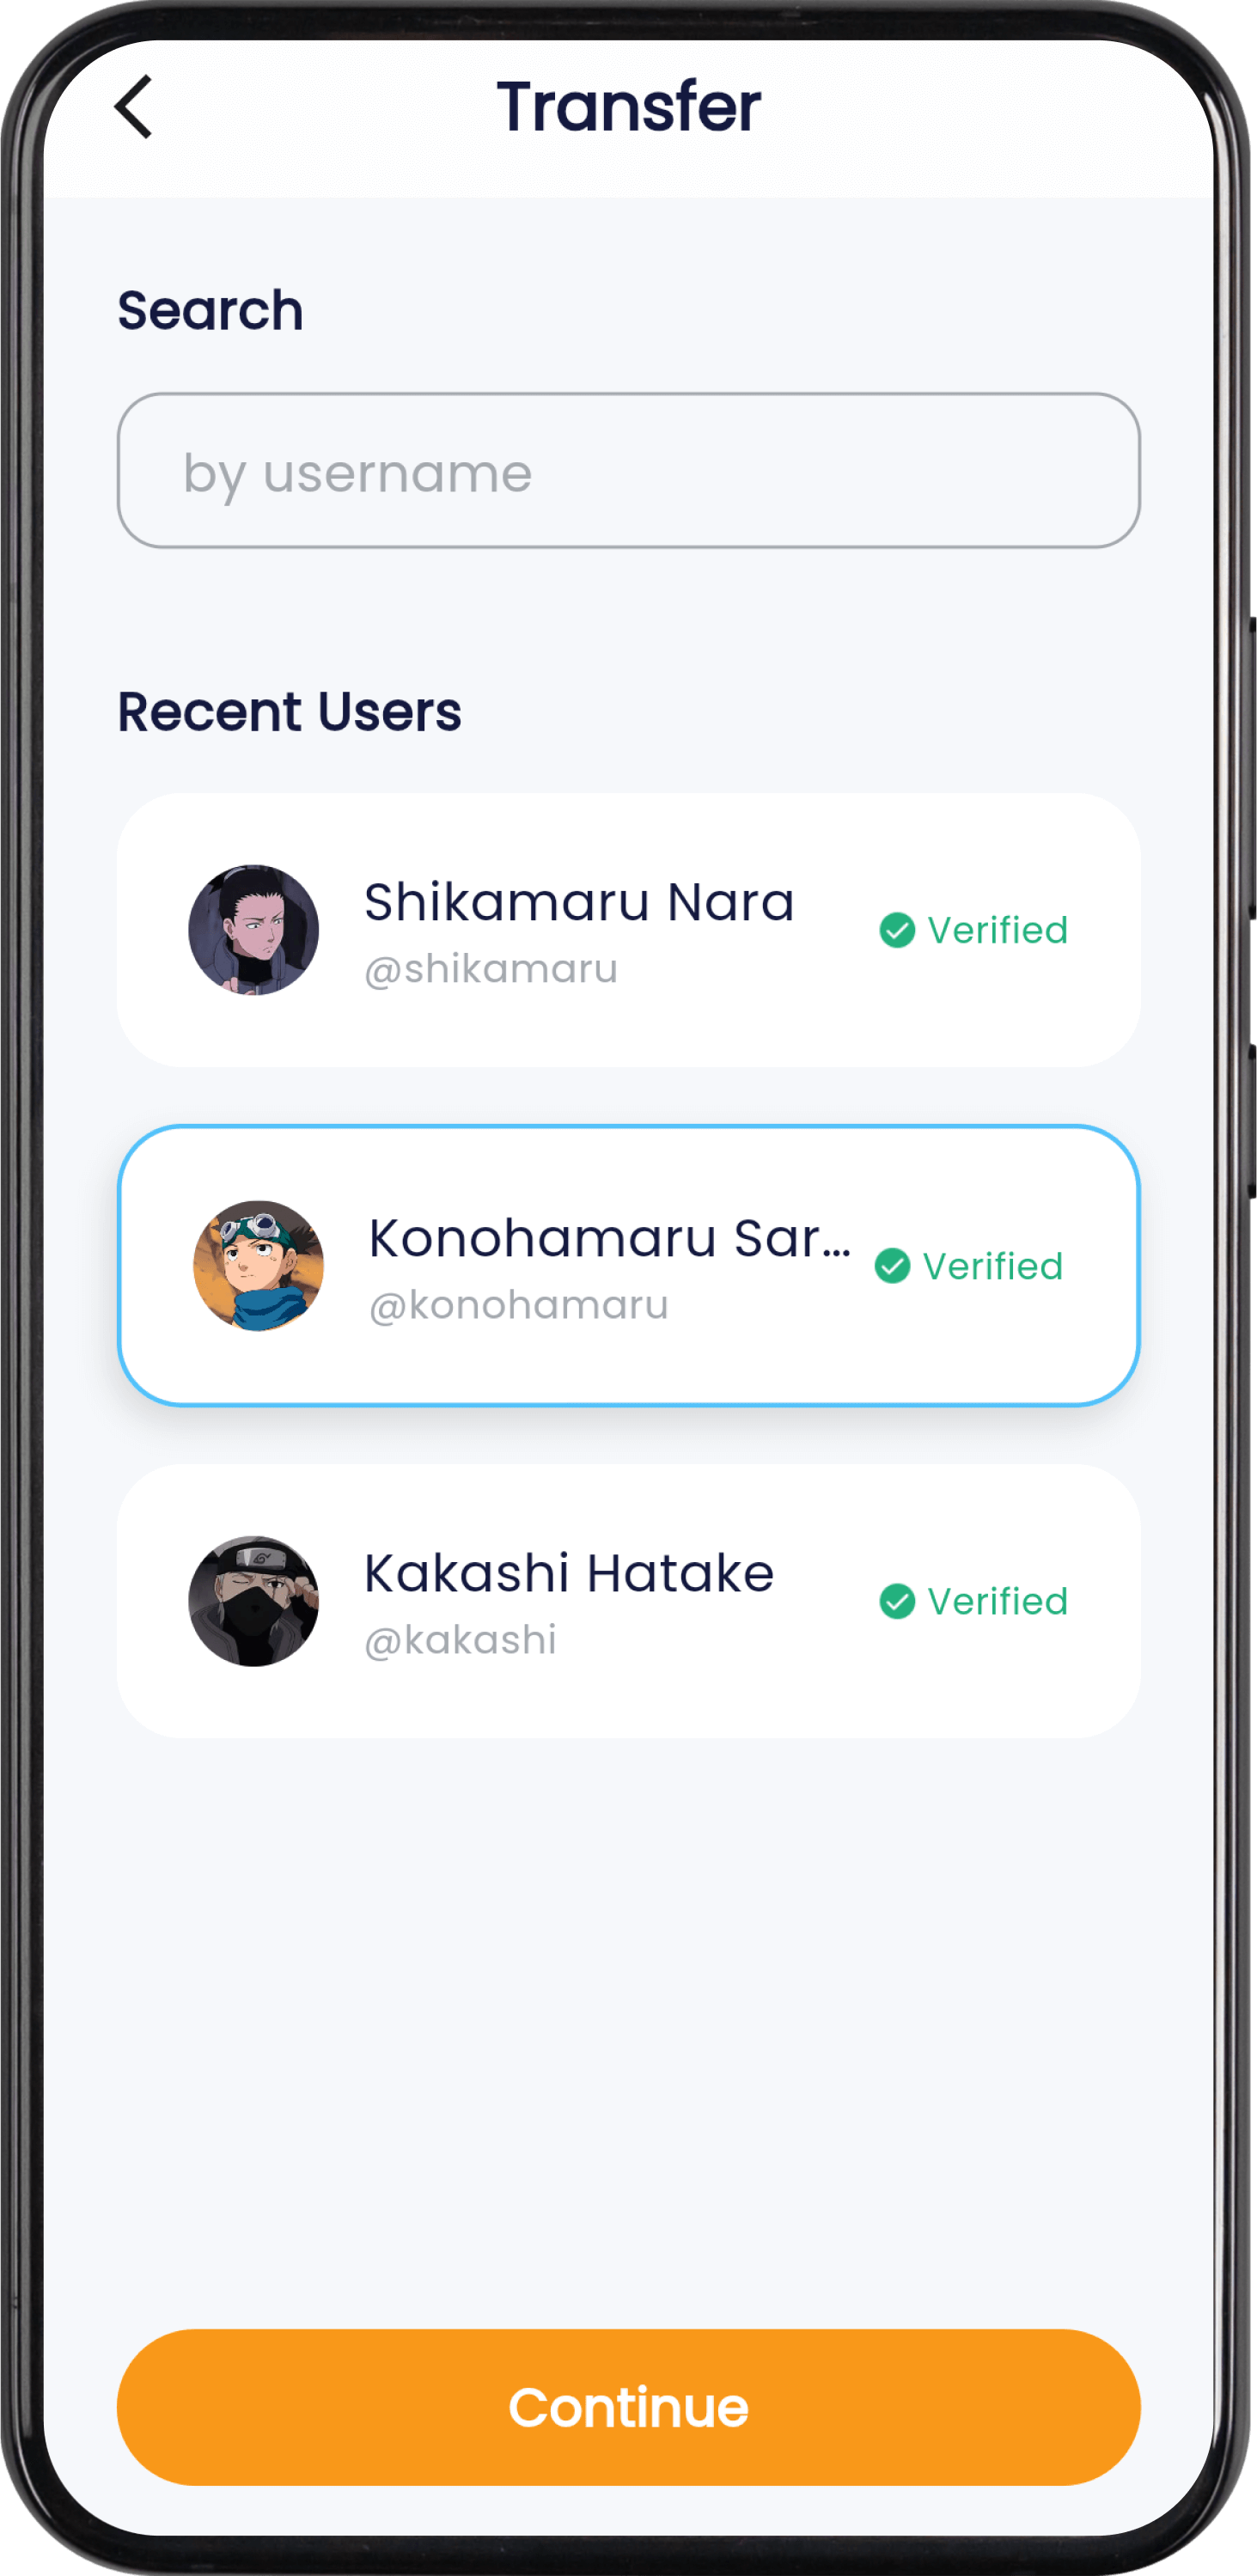 Transfer
Search
by username
Recent Users
Shikamaru Nara
@shikamaru
Verified
Konohamaru Sar...
@konohamaru
Verified
Kakashi Hatake
@kakashi
Verified
Continue